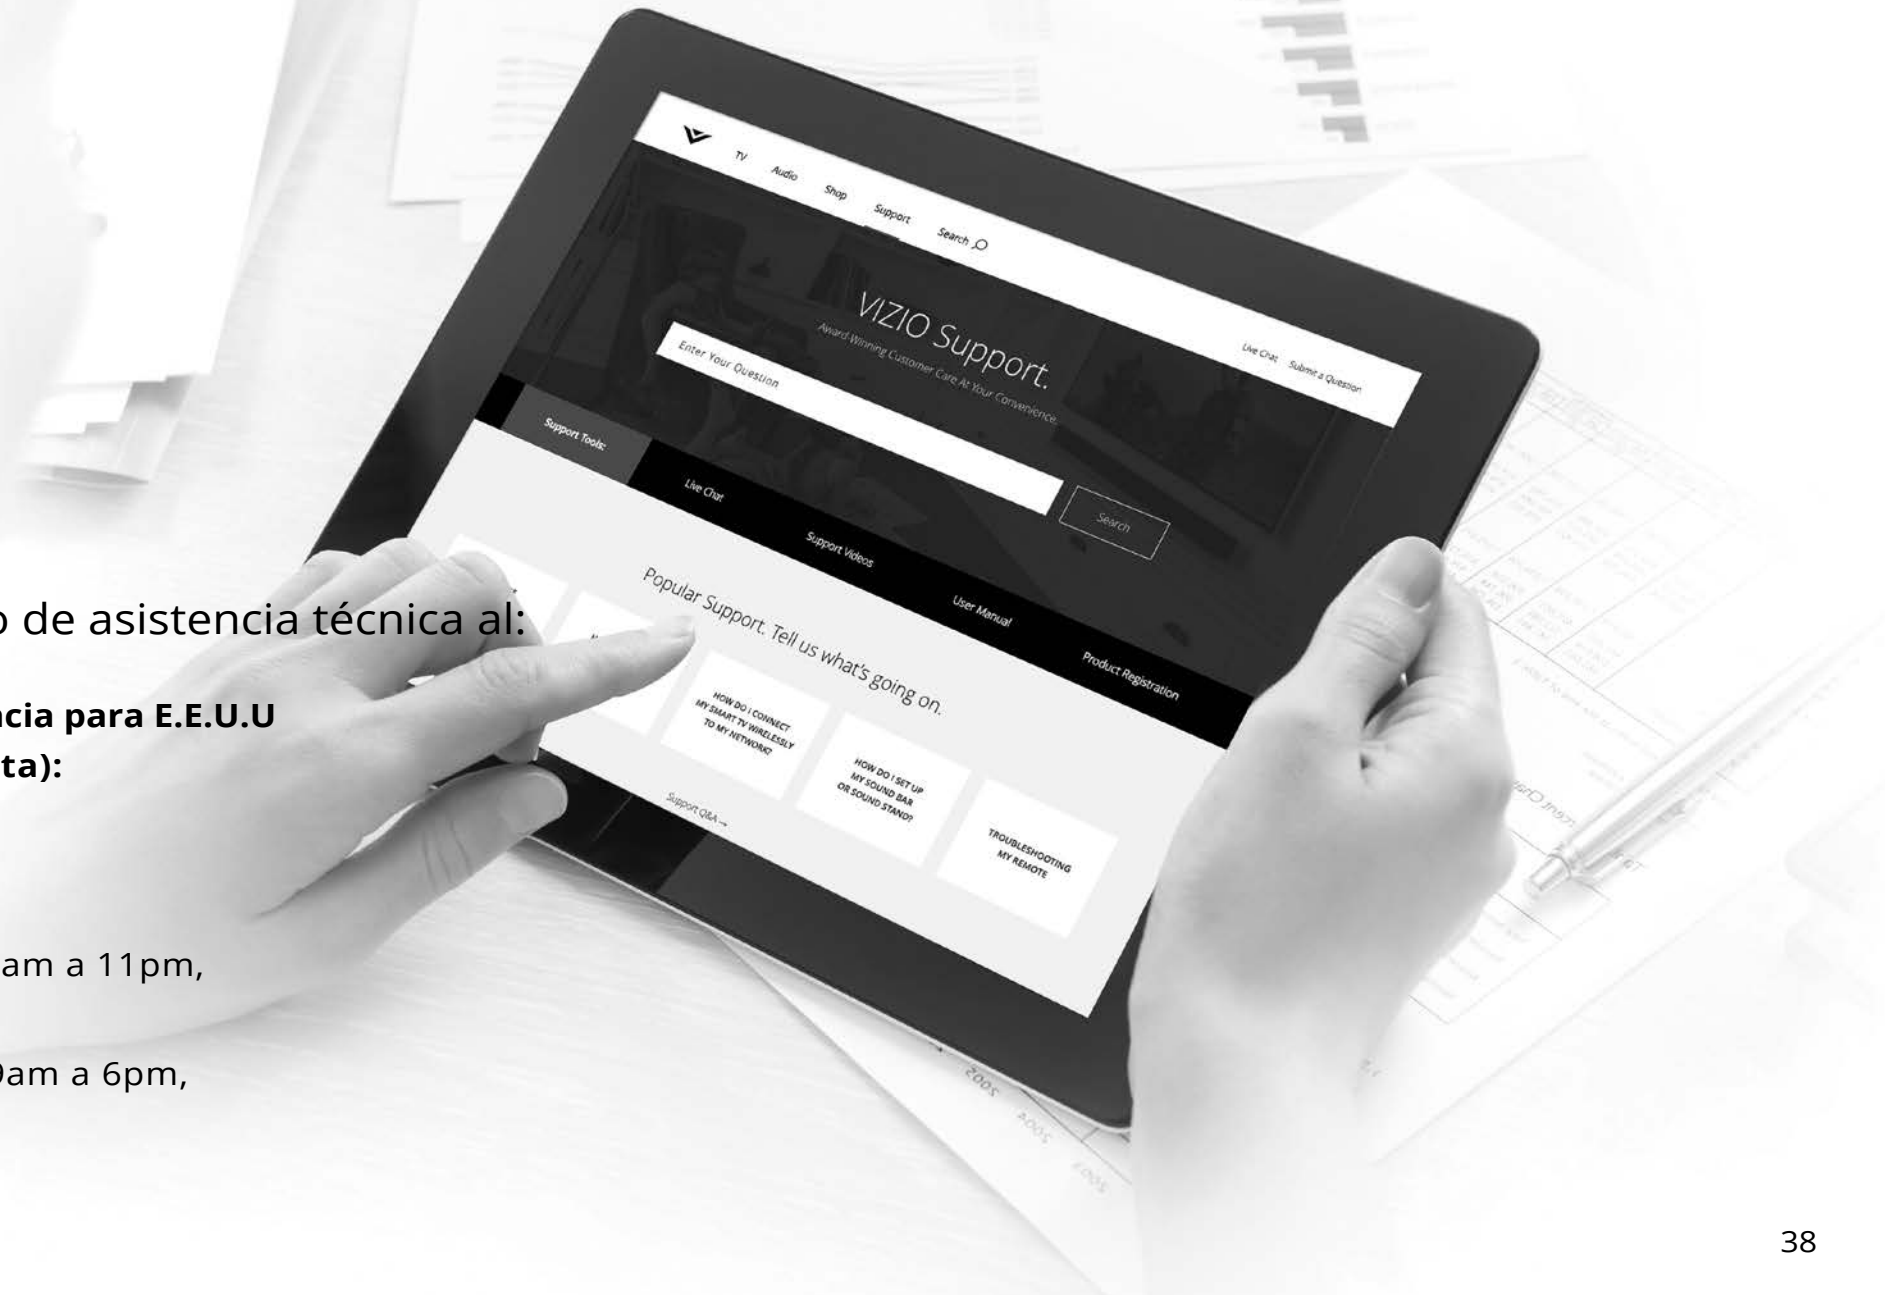 TV
Audio
Shop
Support
Search
Live Chat
Submit a Question
VIZIO Support.
Award-Winning Customer Care At Your Convenience.
Enter Your Question
Search
Support Tools:
Live Chat
Support Videos
User Manual
Product Registration
Popular Support. Tell us what's going on.
HOW DO I CONNECT
MY SMART TV WIRELESSLY
TO MY NETWORK?
HOW DO I SET UP
MY SOUND BAR
OR SOUND STAND?
TROUBLESHOOTING
MY REMOTE
Support Q&A →
de asistencia técnica al:
para E.E.U.U
am a 11pm,
9am a 6pm,
2002
2004
2003
38